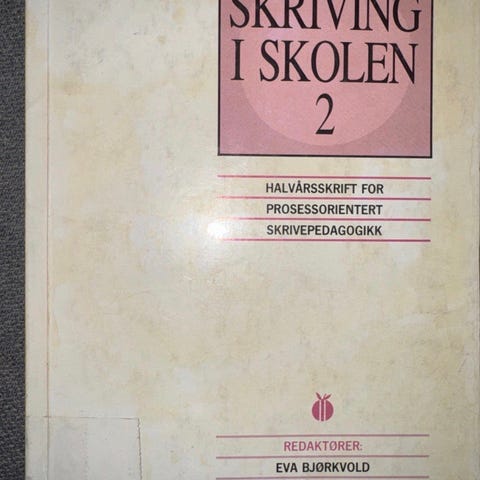 SKRIVING
I SKOLEN
2
HALVÅRSSKRIFT FOR
PROSESSORIENTERT
SKRIVEPEDAGOGIKK
REDAKTØRER:
EVA BJØRKVOLD